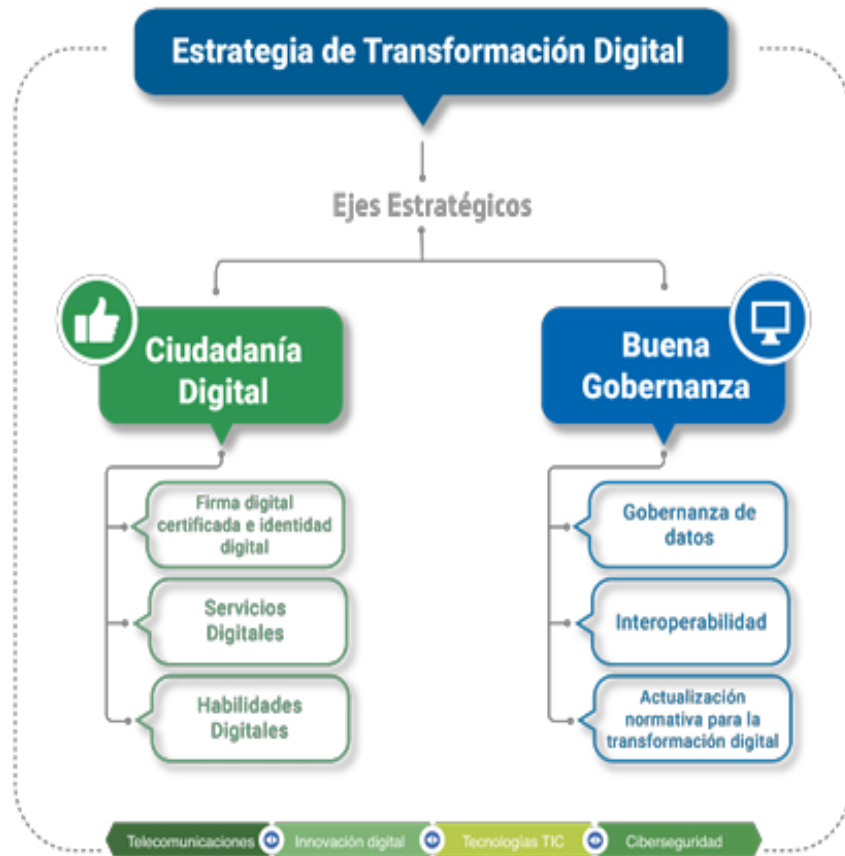 Estrategia de Transformación Digital
Ejes Estratégicos
Ciudadanía
Digital
Firma digital
certificada e identidad
digital
Servicios
Digitales
Habilidades
Digitales
Buena
Gobernanza
Gobernanza de
datos
Interoperabilidad
Actualización
normativa para la
transformación digital
Telecomunicaciones
Innovación digital
Tecnologías TIC
Ciberseguridad